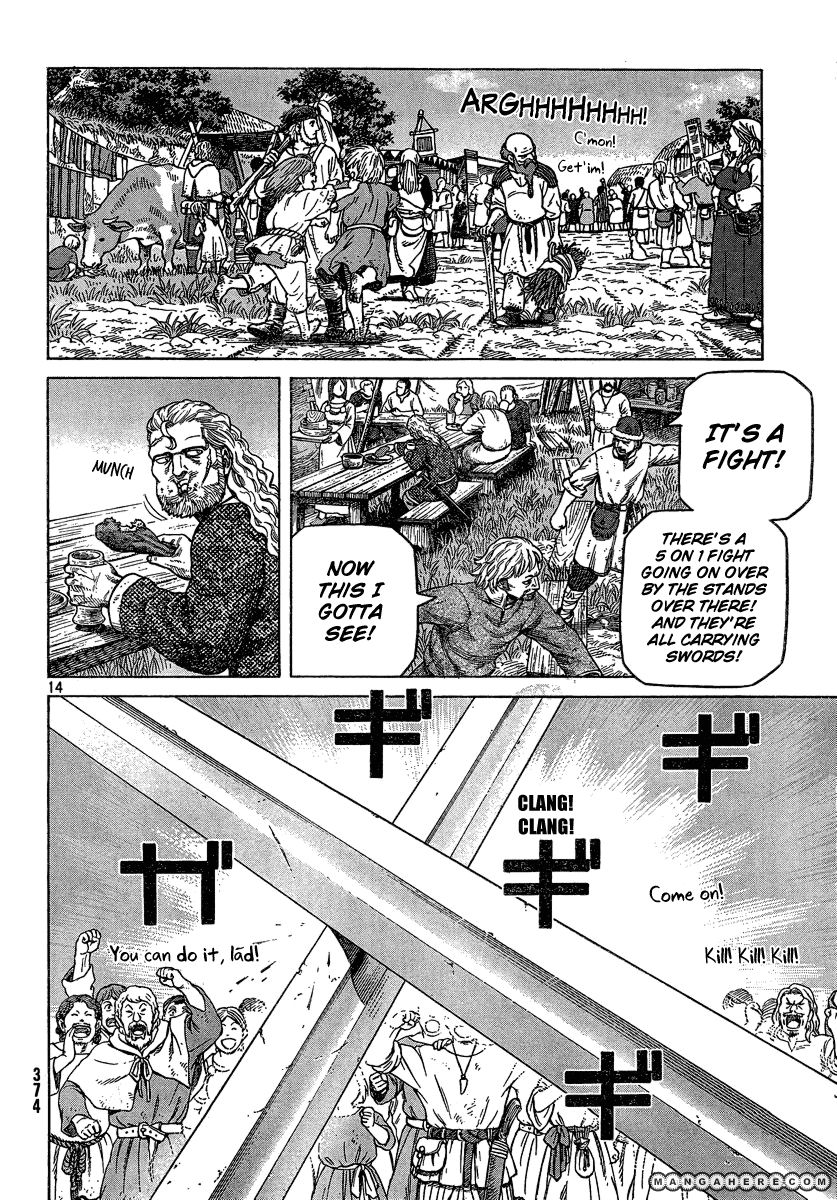 ARGHHHHHHHH!
C'mon!
Get'im!
IT'S A
FIGHT!
THERE'S A
5 ON 1 FIGHT
GOING ON OVER
BY THE STANDS
OVER THERE!
AND THEY'RE
ALL CARRYING
SWORDS!
NOW
THIS I
GOTTA
SEE!
MUNCH
14
ギ
ギ
CLANG!
CLANG!
ギ
ガ
Come on!
You can do it, lad!
Kill! Kill! Kill!
ギ
374
MANGAHERE.COM